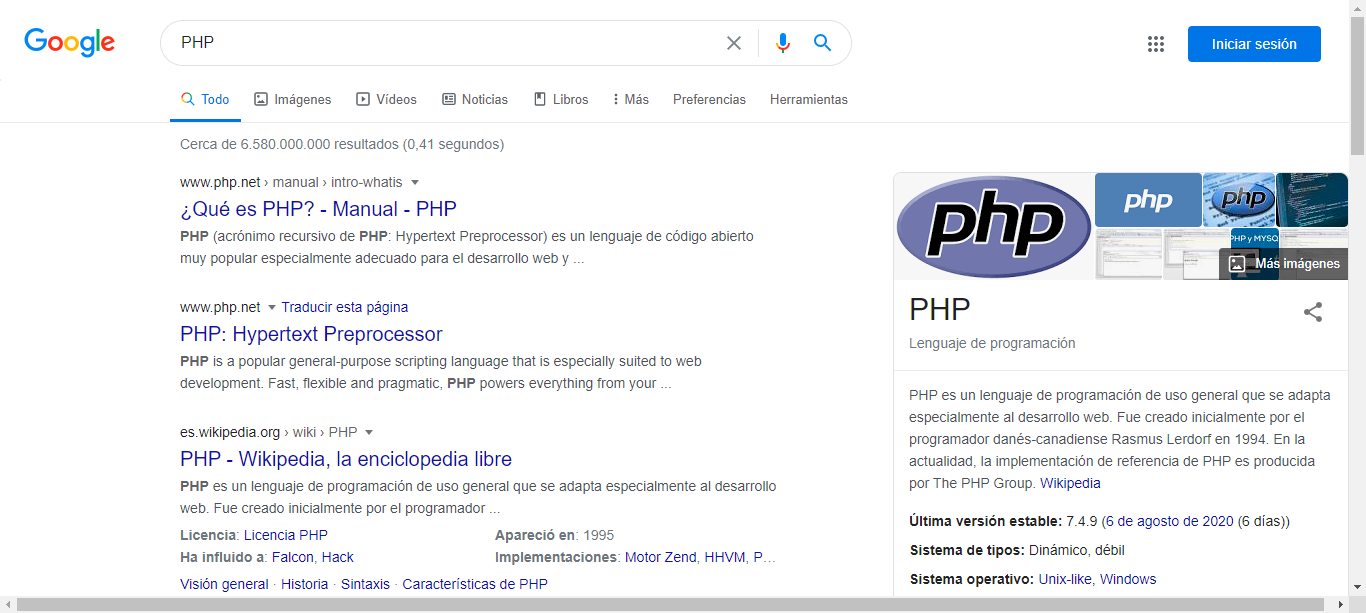 Google
PHP
Iniciar sesión
Todo
Imágenes
Vídeos
Noticias
Libros
Más
Preferencias
Herramientas
Cerca de 6.580.000.000 resultados (0,41 segundos)
www.php.net › manual › intro-whatis
¿Qué es PHP? - Manual - PHP
PHP (acrónimo recursivo de PHP: Hypertext Preprocessor) es un lenguaje de código abierto
muy popular especialmente adecuado para el desarrollo web y ...
www.php.net Traducir esta página
PHP: Hypertext Preprocessor
PHP is a popular general-purpose scripting language that is especially suited to web
development. Fast, flexible and pragmatic, PHP powers everything from your ...
es.wikipedia.org › wiki › PHP
PHP - Wikipedia, la enciclopedia libre
PHP es un lenguaje de programación de uso general que se adapta especialmente al desarrollo
web. Fue creado inicialmente por el programador ...
Licencia: Licencia PHP
Apareció en: 1995
Ha influido a: Falcon, Hack
Implementaciones: Motor Zend, HHVM, P…
Visión general · Historia · Sintaxis · Características de PHP
php
php
php
PHP y MYSQ
Más imágenes
PHP
Lenguaje de programación
PHP es un lenguaje de programación de uso general que se adapta
especialmente al desarrollo web. Fue creado inicialmente por el
programador danés-canadiense Rasmus Lerdorf en 1994. En la
actualidad, la implementación de referencia de PHP es producida
por The PHP Group. Wikipedia
Última versión estable: 7.4.9 (6 de agosto de 2020 (6 días))
Sistema de tipos: Dinámico, débil
Sistema operativo: Unix-like, Windows